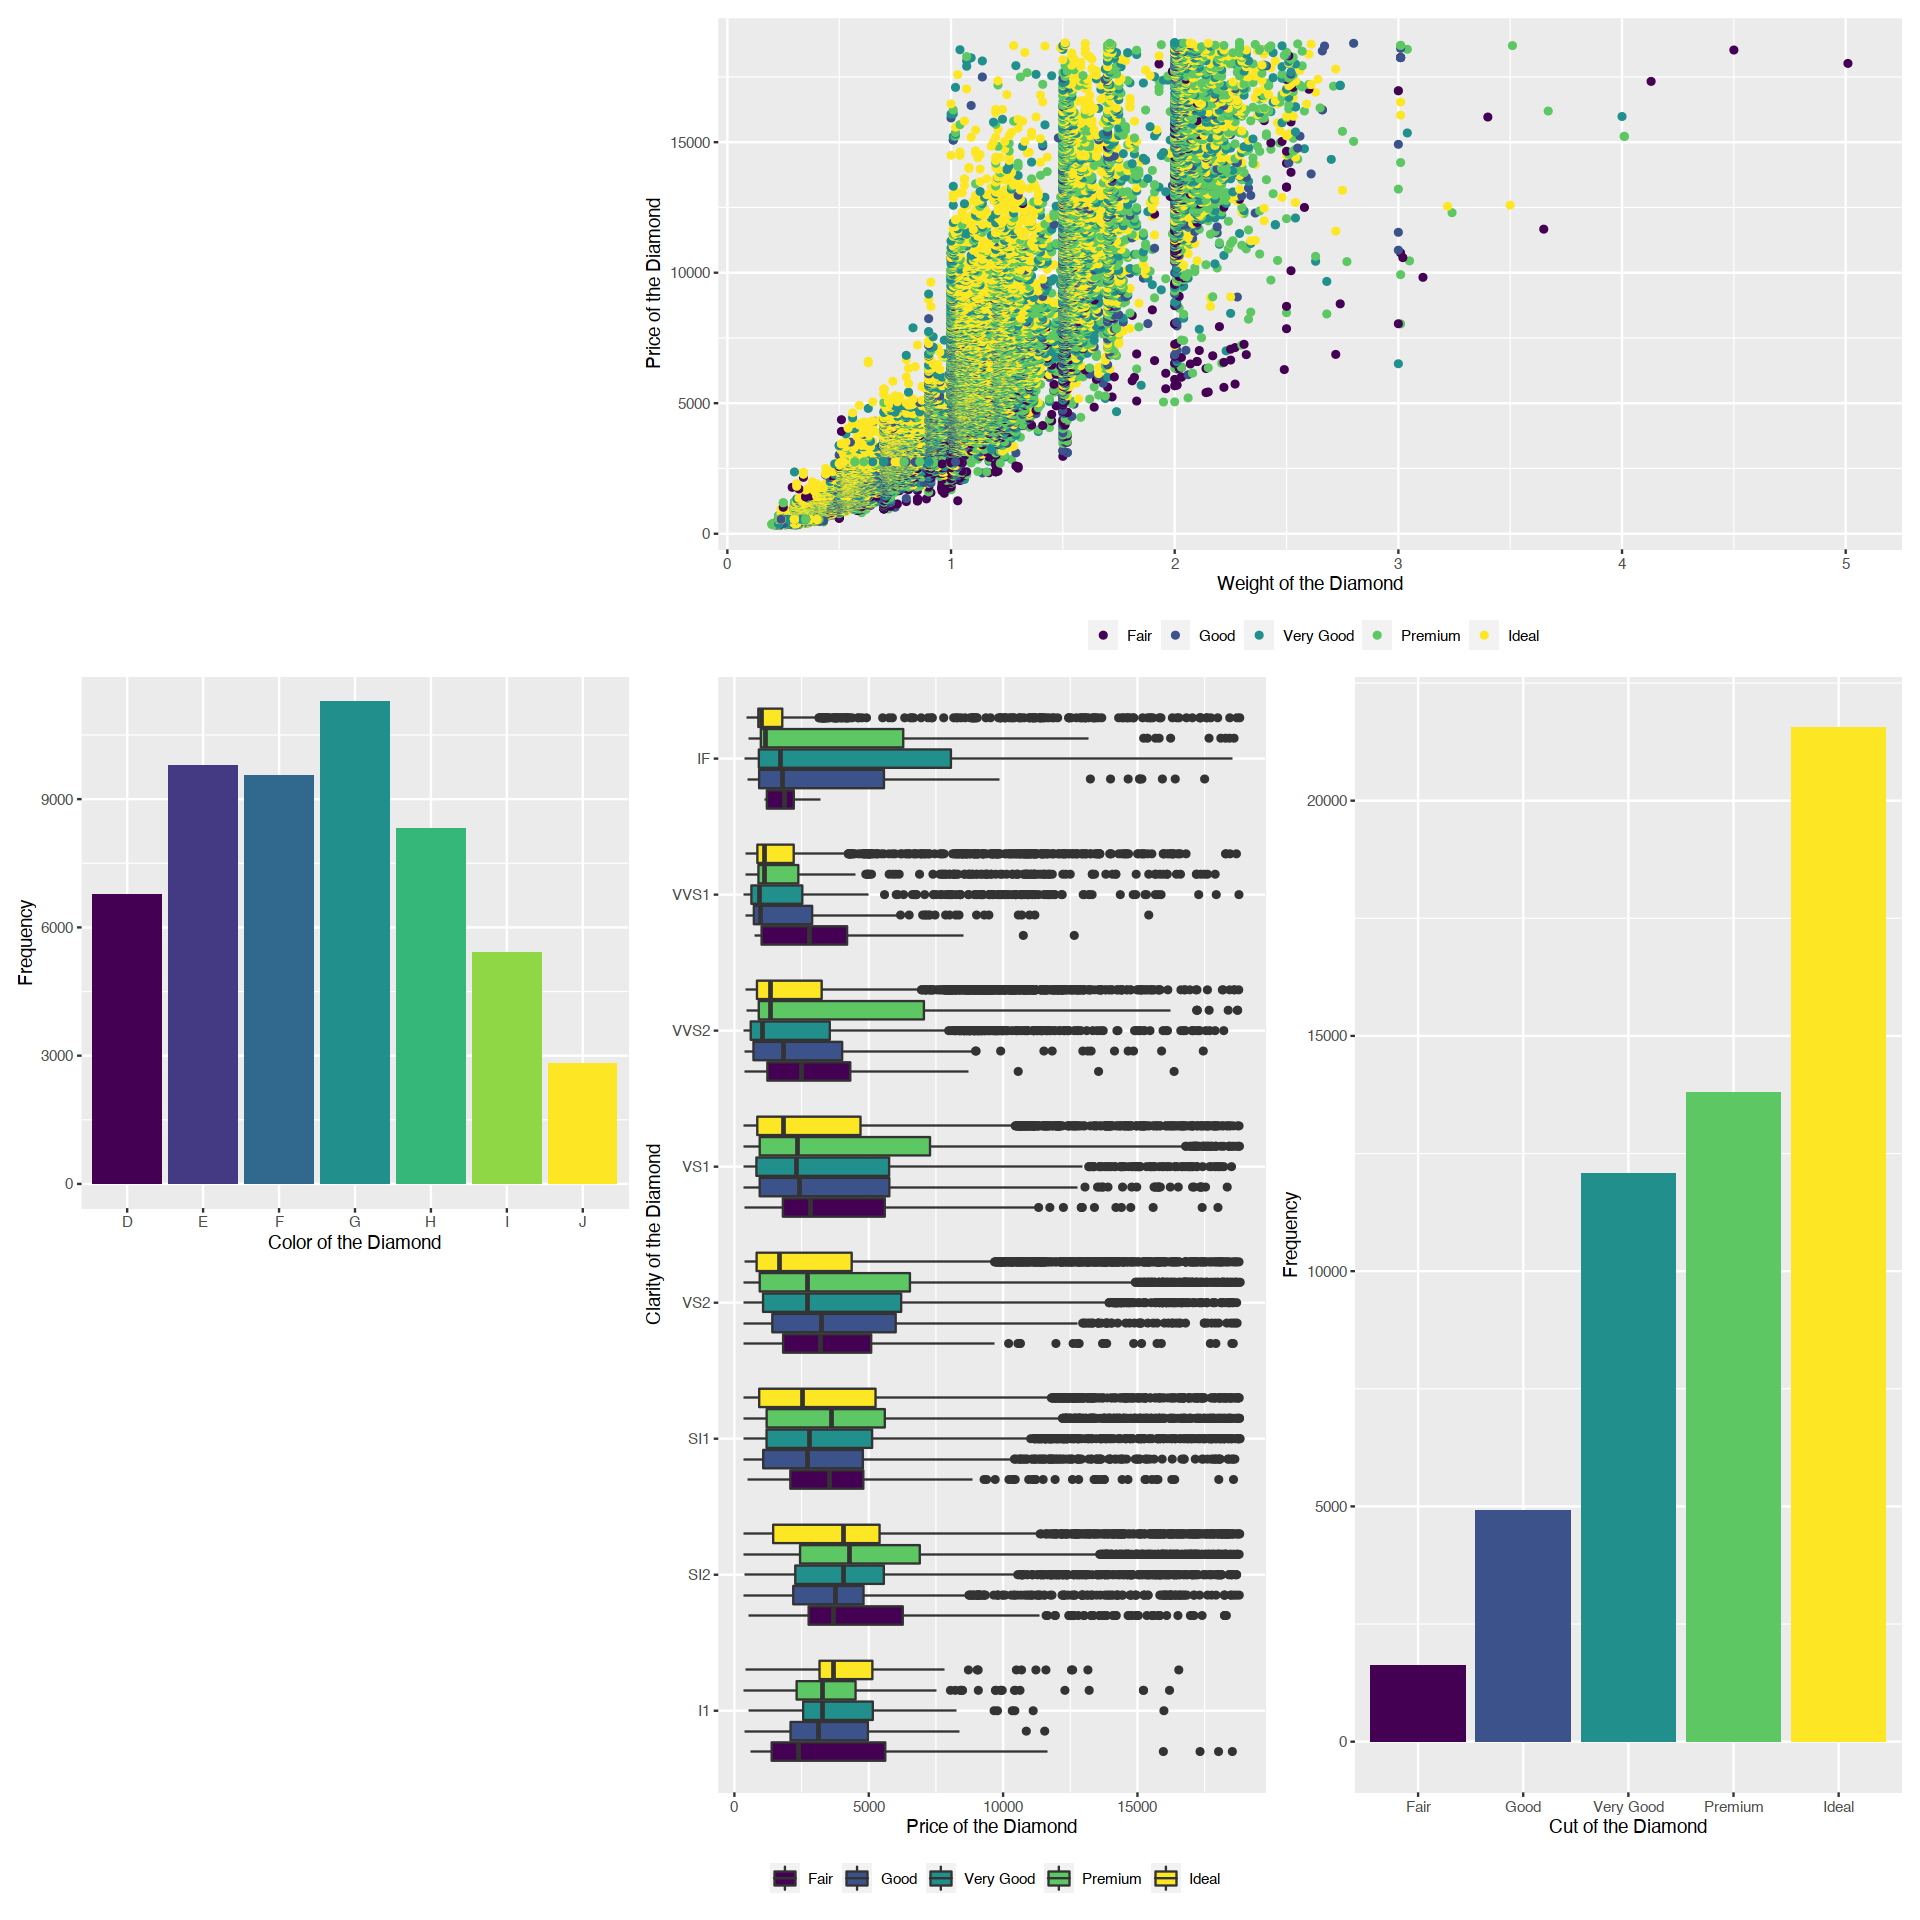 Price of the Diamond
15000
10000
5000
0
0 1 2 3 4 5
Weight of the Diamond
Fair Good Very Good Premium Ideal
Frequency
9000
6000
3000
0
D E F G H I J
Color of the Diamond
Clarity of the Diamond
IF
VVS1
VVS2
VS1
VS2
SI1
SI2
I1
0 5000 10000 15000
Price of the Diamond
Fair Good Very Good Premium Ideal
Frequency
20000
15000
10000
5000
0
Fair Good Very Good Premium Ideal
Cut of the Diamond